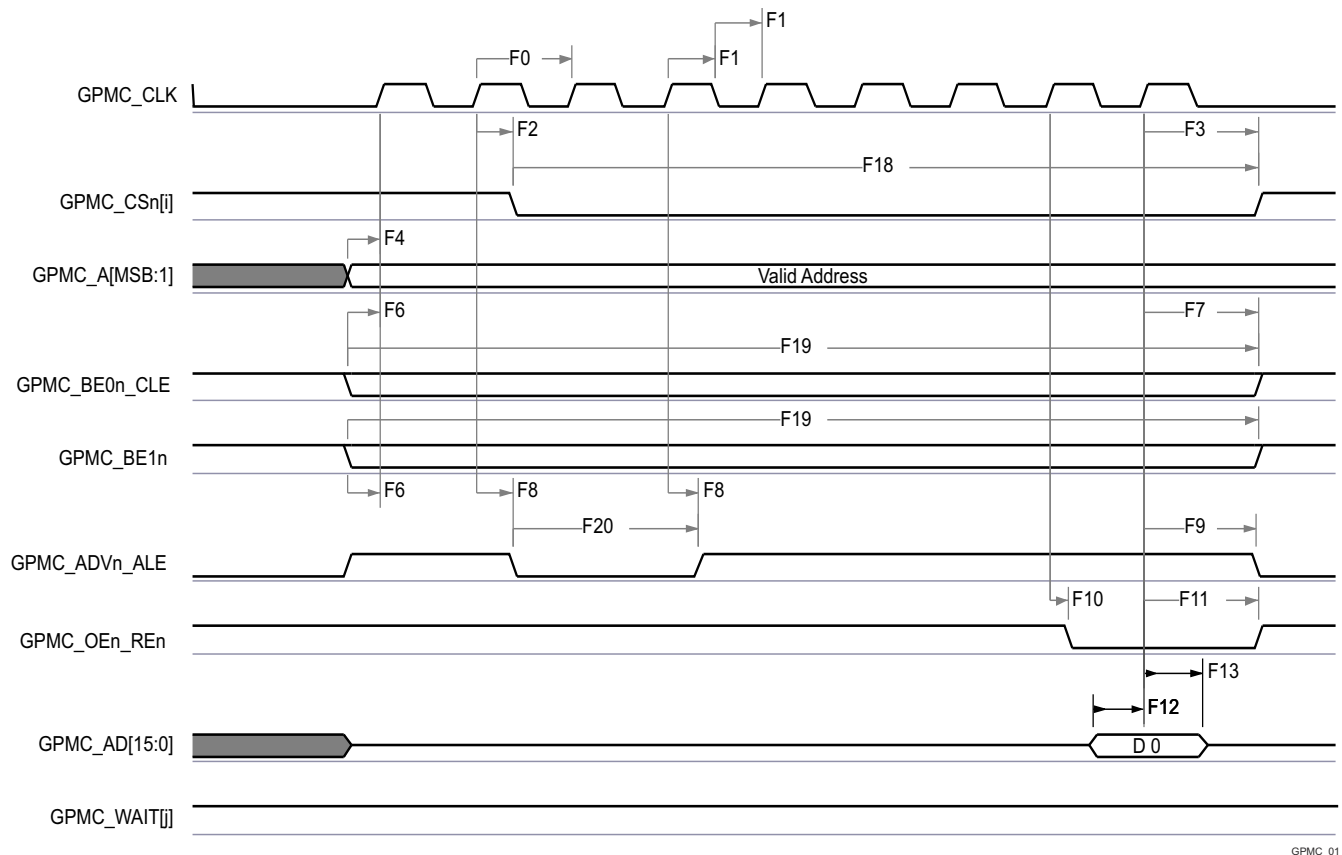 F1
F0
F1
GPMC_CLK
F2
F3
F18
GPMC_CSn[i]
F4
GPMC_A[MSB:1]
Valid Address
F6
F7
F19
GPMC_BE0n_CLE
F19
GPMC_BE1n
F6
F8
F8
F20
F9
GPMC_ADVn_ALE
F10
F11
GPMC_OEn_REn
F13
F12
GPMC_AD[15:0]
D 0
GPMC_WAIT[j]
GPMC_01